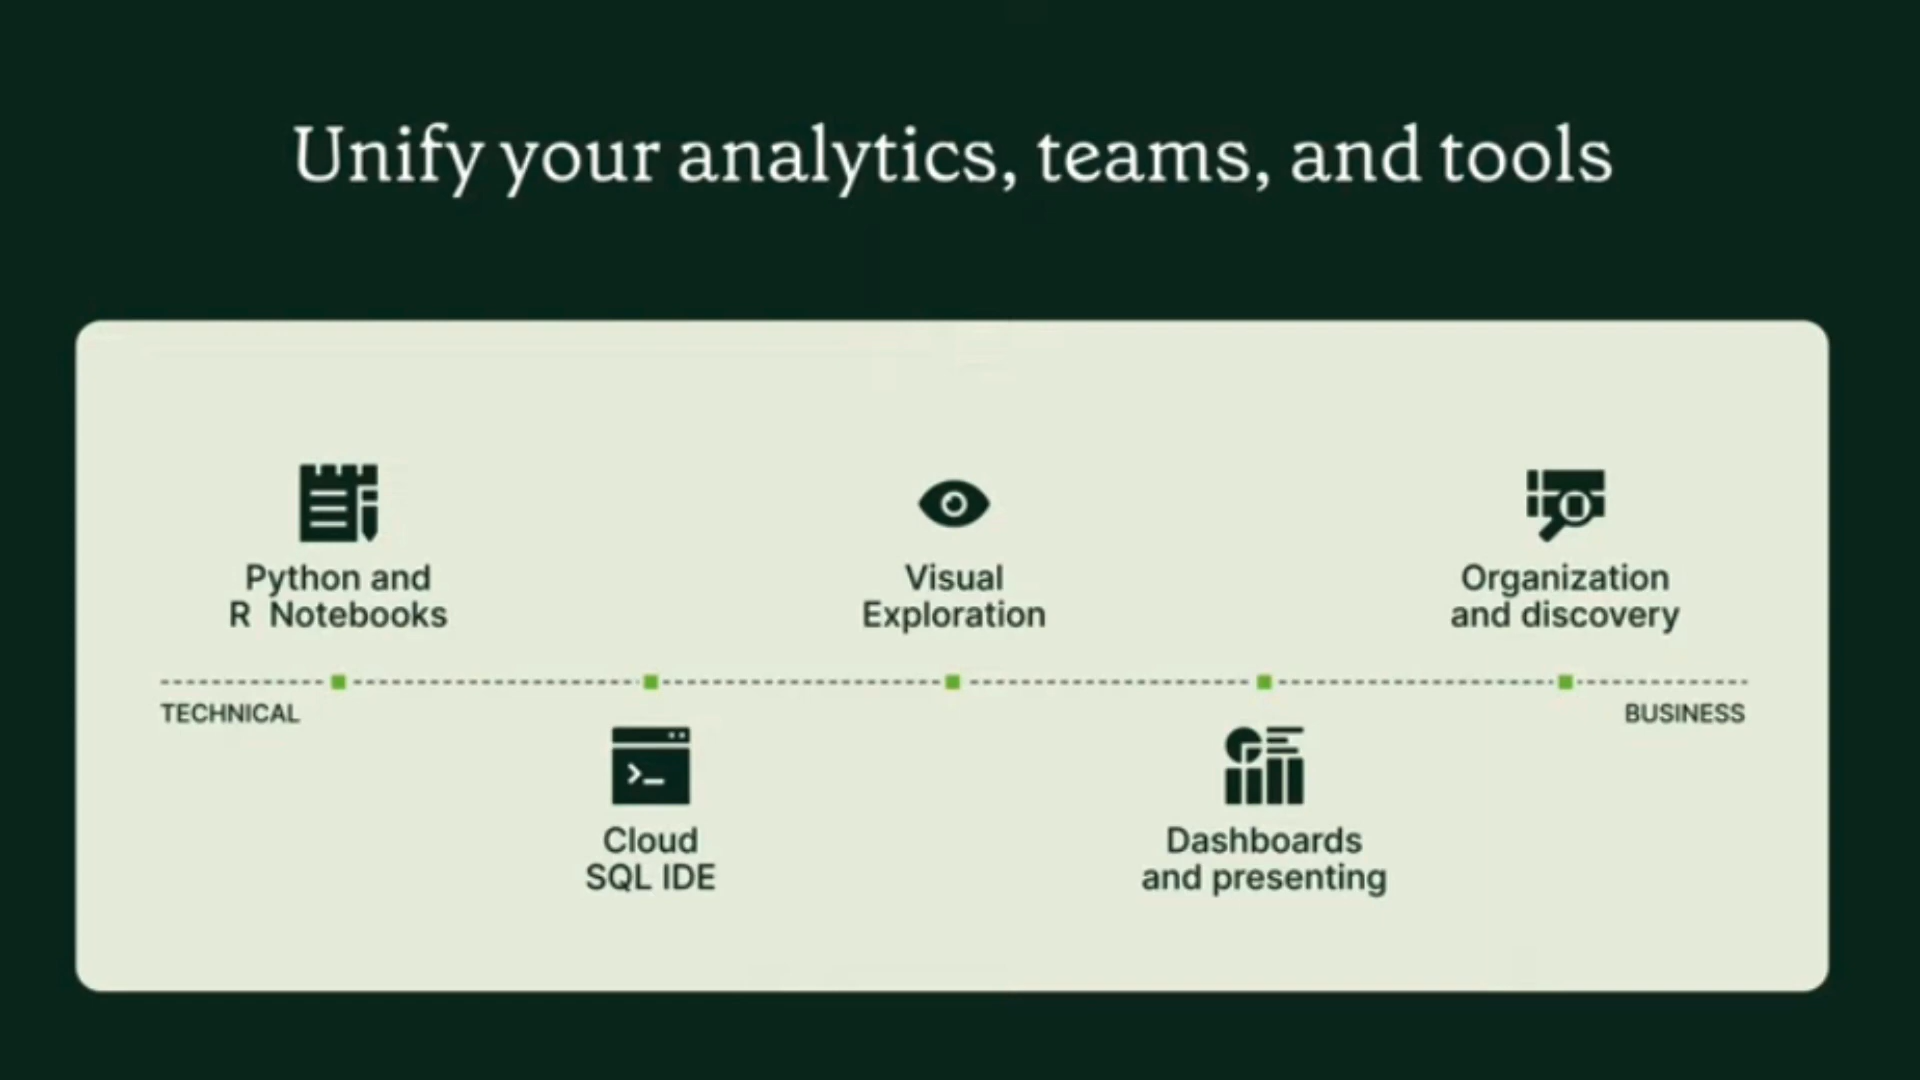 Unify your analytics, teams, and tools
Python and
R Notebooks
Visual
Exploration
Organization
and discovery
TECHNICAL
BUSINESS
Cloud
SQL IDE
Dashboards
and presenting